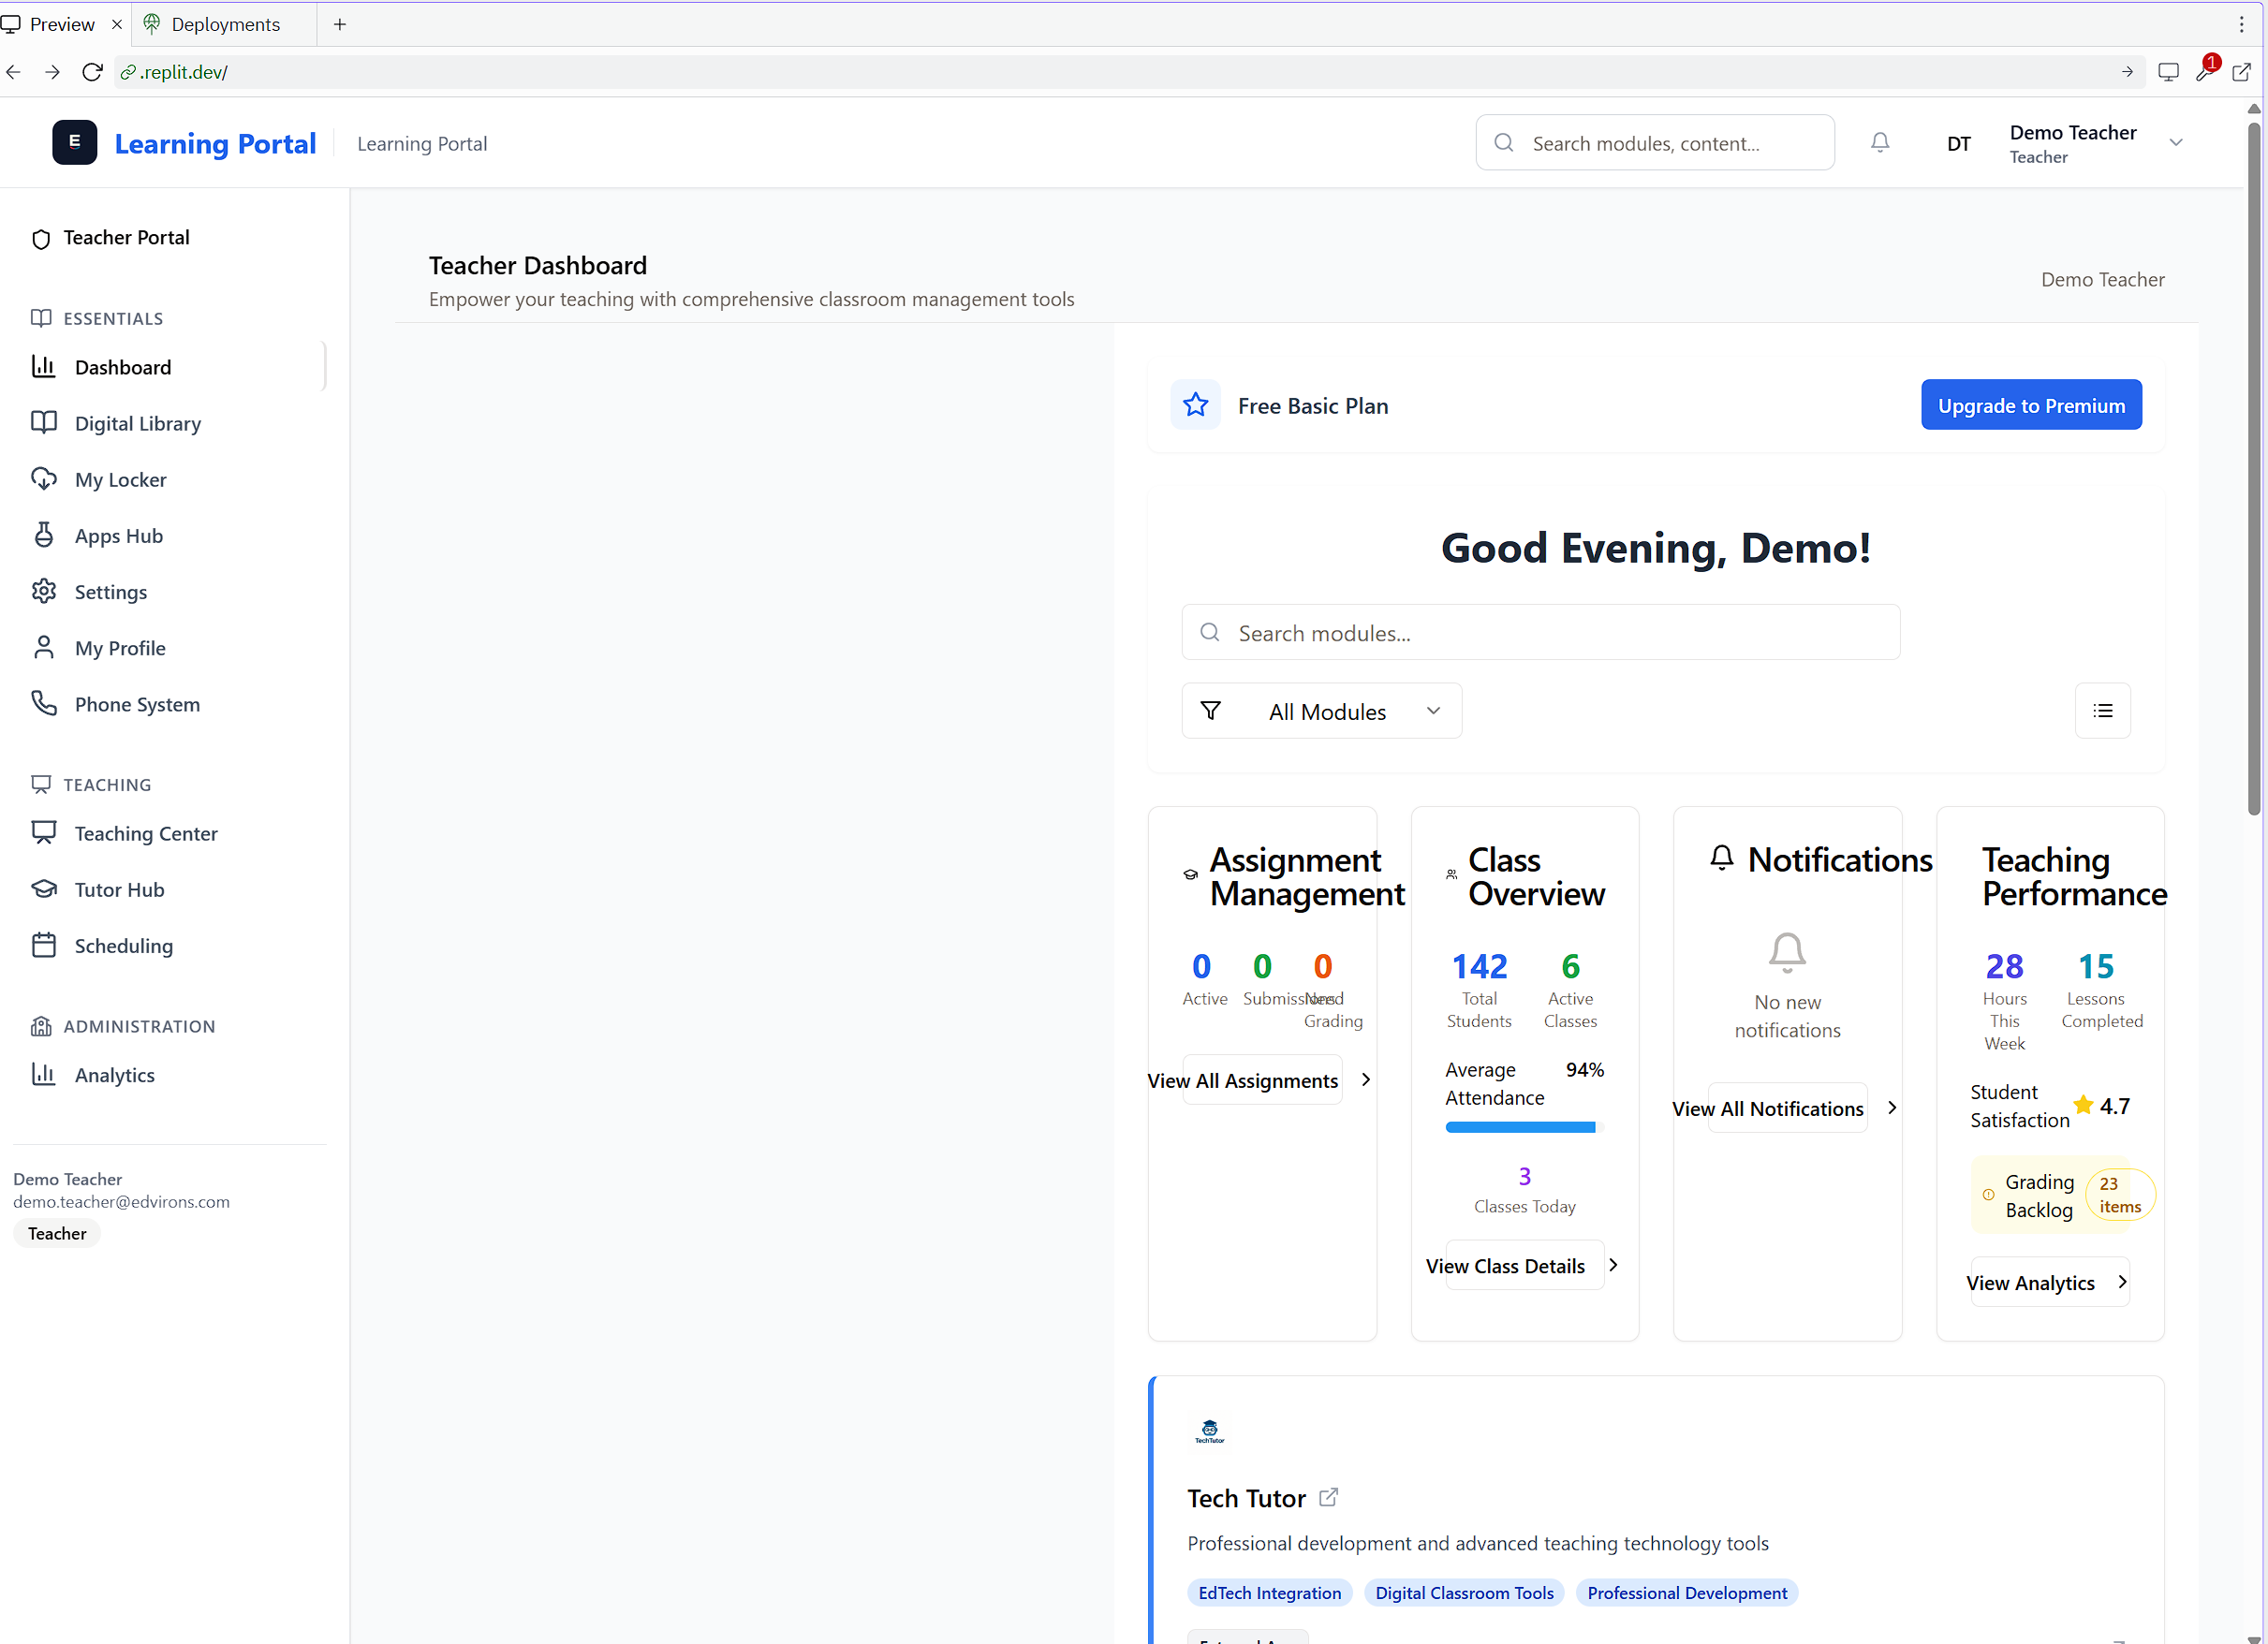 Preview
Deployments
.replit.dev/
1
E
Learning Portal
Learning Portal
Search modules, content...
DT
Demo Teacher
Teacher
Teacher Portal
ESSENTIALS
Dashboard
Digital Library
My Locker
Apps Hub
Settings
My Profile
Phone System
TEACHING
Teaching Center
Tutor Hub
Scheduling
ADMINISTRATION
Analytics
Demo Teacher
demo.teacher@edvirons.com
Teacher
Teacher Dashboard
Empower your teaching with comprehensive classroom management tools
Demo Teacher
Free Basic Plan
Upgrade to Premium
Good Evening, Demo!
Search modules...
All Modules
Assignment
Management
0
Active
0
Submissions
0
Need
Grading
View All Assignments
Class
Overview
142
Total
Students
6
Active
Classes
Average
Attendance
94%
3
Classes Today
View Class Details
Notifications
No new
notifications
View All Notifications
Teaching
Performance
28
Hours
This
Week
15
Lessons
Completed
Student
Satisfaction
4.7
Grading
Backlog
23
items
View Analytics
TechTutor
Tech Tutor
Professional development and advanced teaching technology tools
EdTech Integration
Digital Classroom Tools
Professional Development